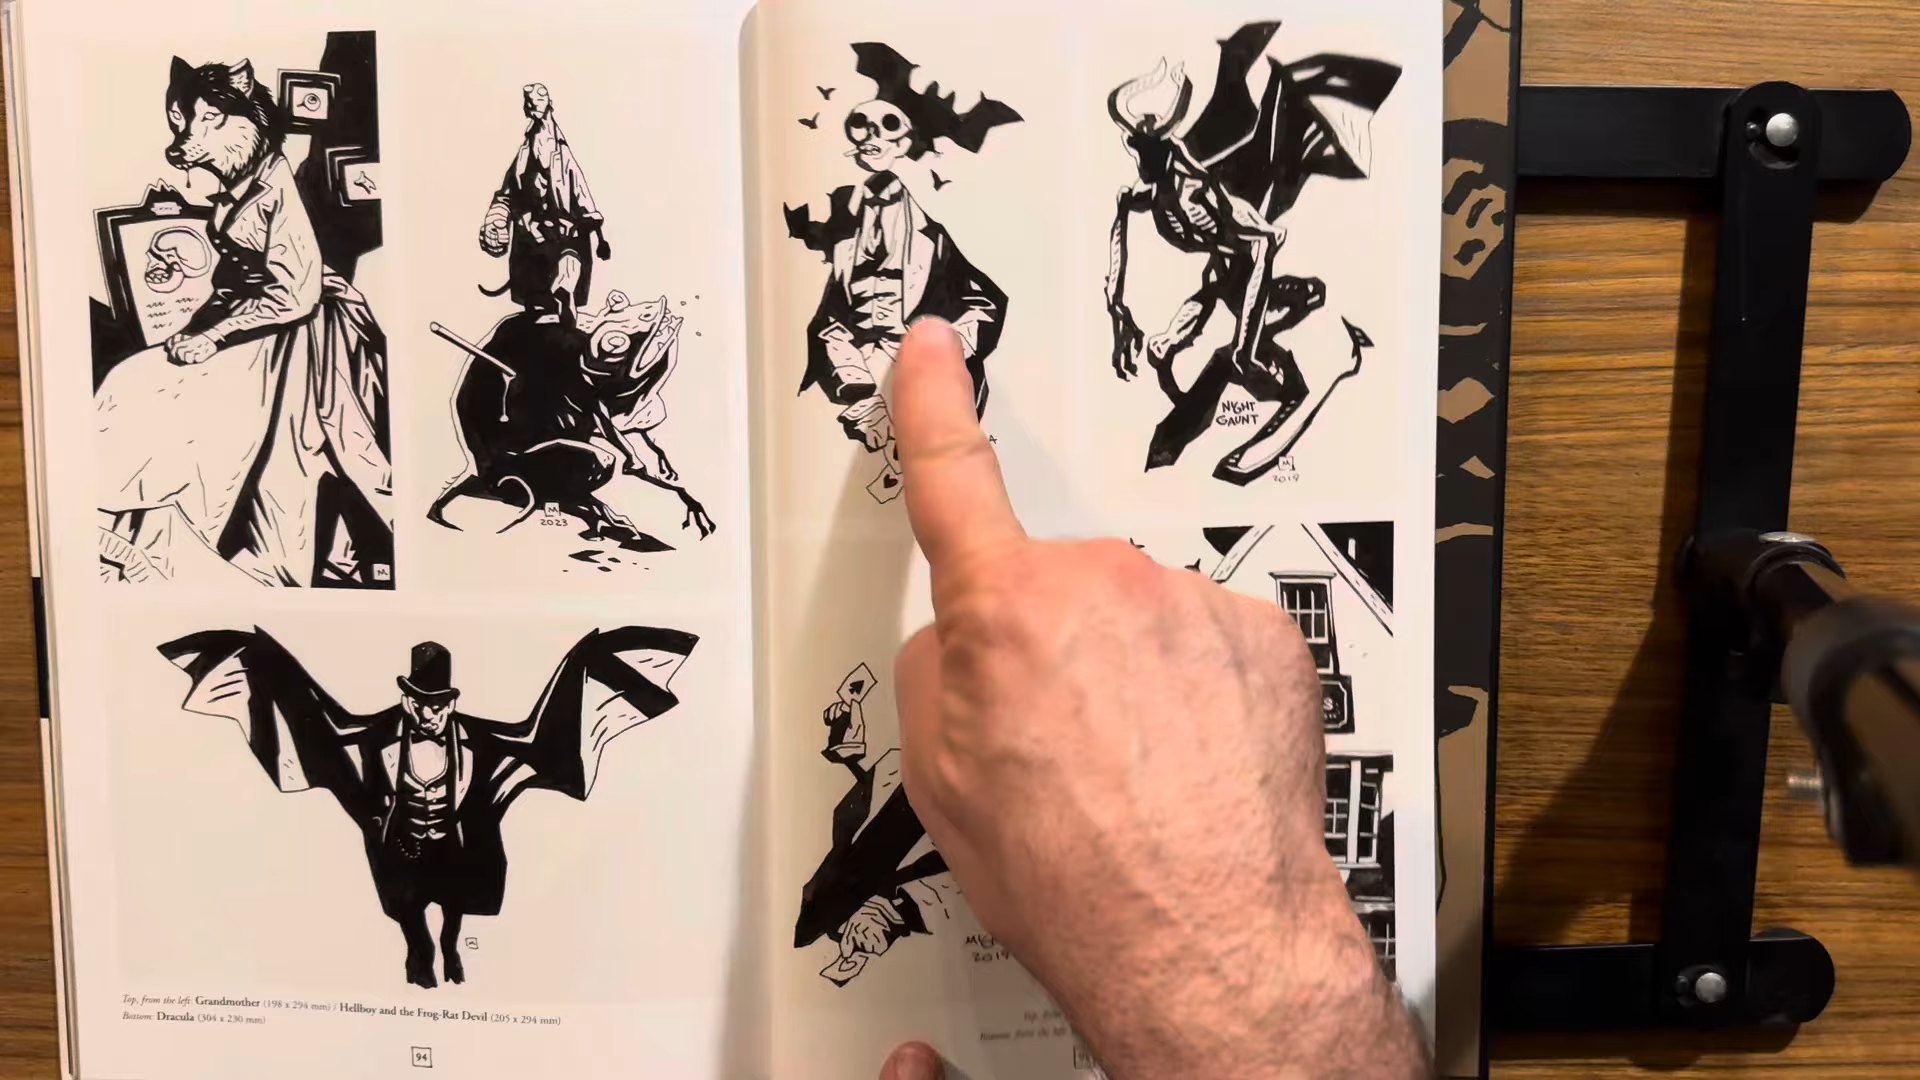 M
2023
M
Top, from the left: Grandmother (198 x 294 mm) / Hellboy and the Frog-Rat Devil (205 x 294 mm)
Bottom: Dracula (304 x 230 mm)
94
NIGHT
GAUNT
M
2019
2019